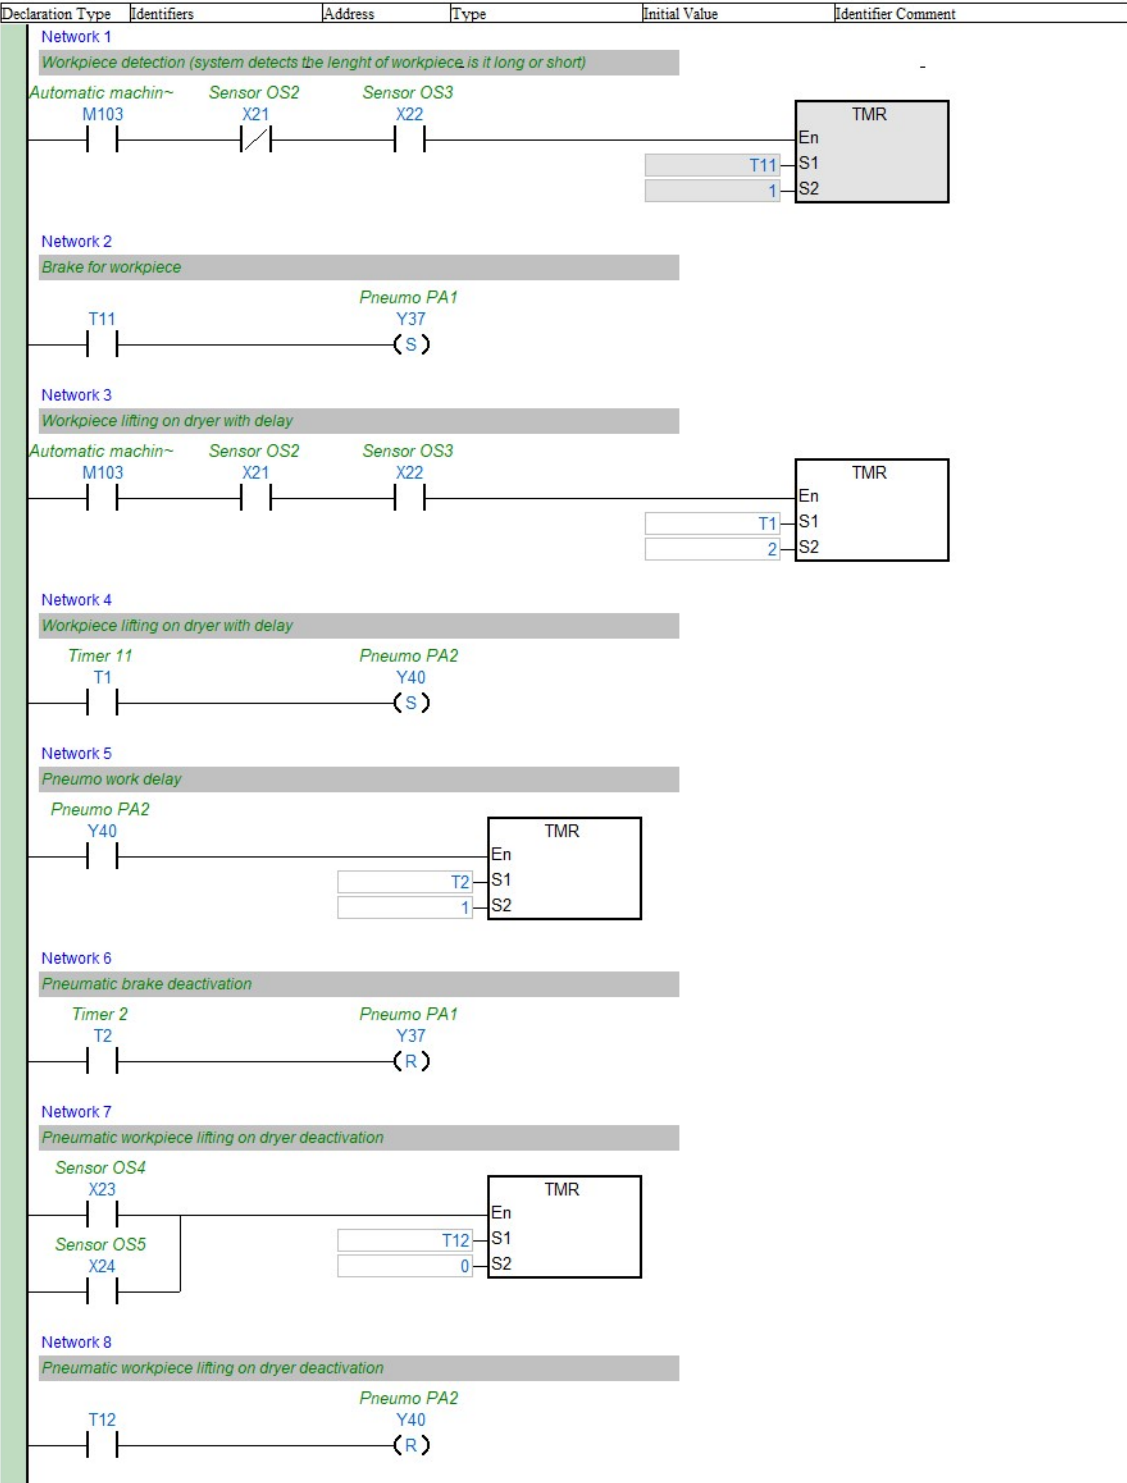 Declaration Type Identifiers Address Type Initial Value Identifier Comment
Network 1
Workpiece detection (system detects the lenght of workpiece is it long or short)
Automatic machin~ Sensor OS2 Sensor OS3
M103 X21 X22 TMR
En
T11 S1
1 S2
Network 2
Brake for workpiece
Pneumo PA1
T11 Y37
S
Network 3
Workpiece lifting on dryer with delay
Automatic machin~ Sensor OS2 Sensor OS3
M103 X21 X22 TMR
En
T1 S1
2 S2
Network 4
Workpiece lifting on dryer with delay
Timer 11 Pneumo PA2
T1 Y40
S
Network 5
Pneumo work delay
Pneumo PA2
Y40 TMR
En
T2 S1
1 S2
Network 6
Pneumatic brake deactivation
Timer 2 Pneumo PA1
T2 Y37
R
Network 7
Pneumatic workpiece lifting on dryer deactivation
Sensor OS4
X23 TMR
En
Sensor OS5 T12 S1
X24 0 S2
Network 8
Pneumatic workpiece lifting on dryer deactivation
Pneumo PA2
T12 Y40
R